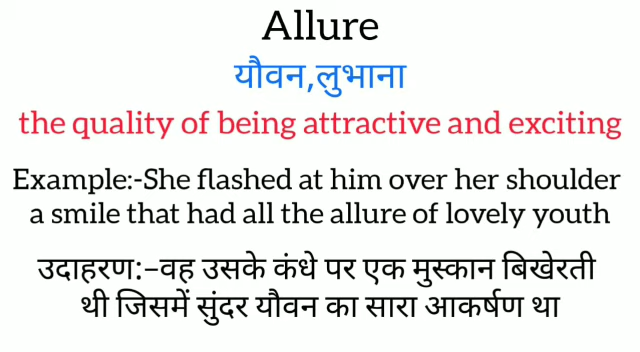 Allure
यौवन,लुभाना
the quality of being attractive and exciting
Example:-She flashed at him over her shoulder
a smile that had all the allure of lovely youth
उदाहरण:–वह उसके कंधे पर एक मुस्कान बिखेरती
थी जिसमें सुंदर यौवन का सारा आकर्षण था